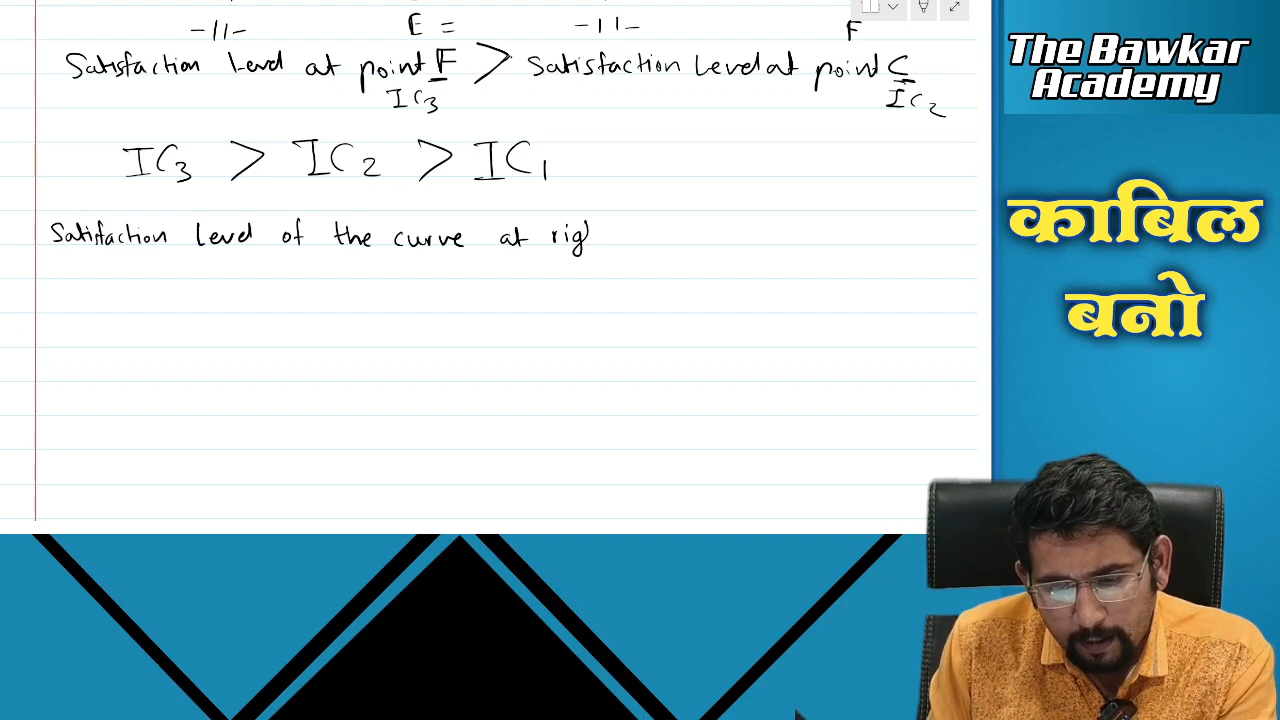 -11- E = -11- F
Satisfaction level at point F > Satisfaction Level at point C
IC3 IC2
IC3 > IC2 > IC1
Satisfaction level of the curve at rig
The Bawkar
Academy
काबिल
बनो